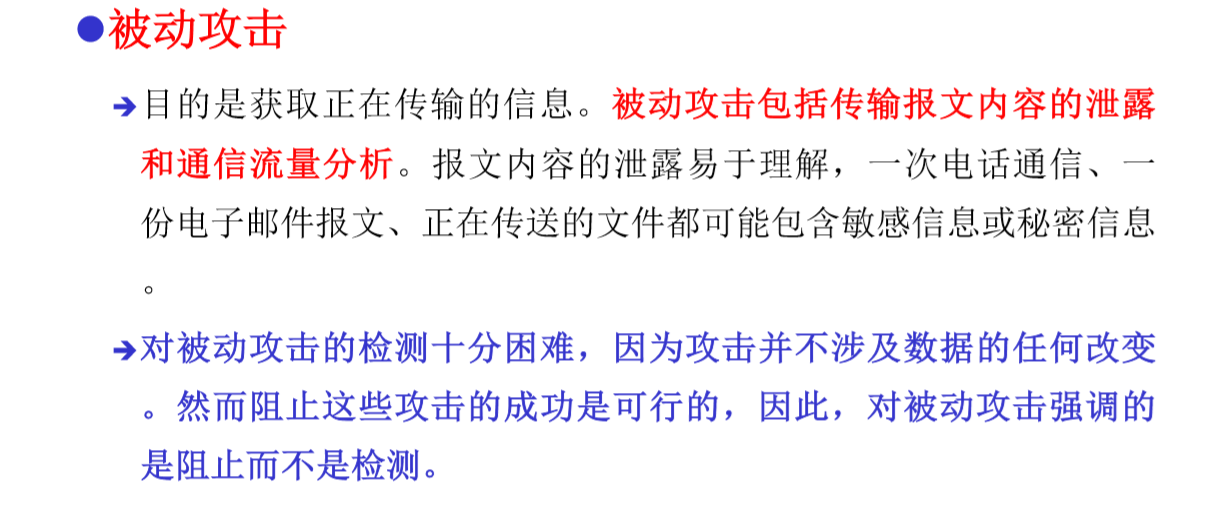 ●被动攻击
➔目的是获取正在传输的信息。被动攻击包括传输报文内容的泄露
和通信流量分析。报文内容的泄露易于理解，一次电话通信、一
份电子邮件报文、正在传送的文件都可能包含敏感信息或秘密信息
。
➔对被动攻击的检测十分困难，因为攻击并不涉及数据的任何改变
。然而阻止这些攻击的成功是可行的，因此，对被动攻击强调的
是阻止而不是检测。